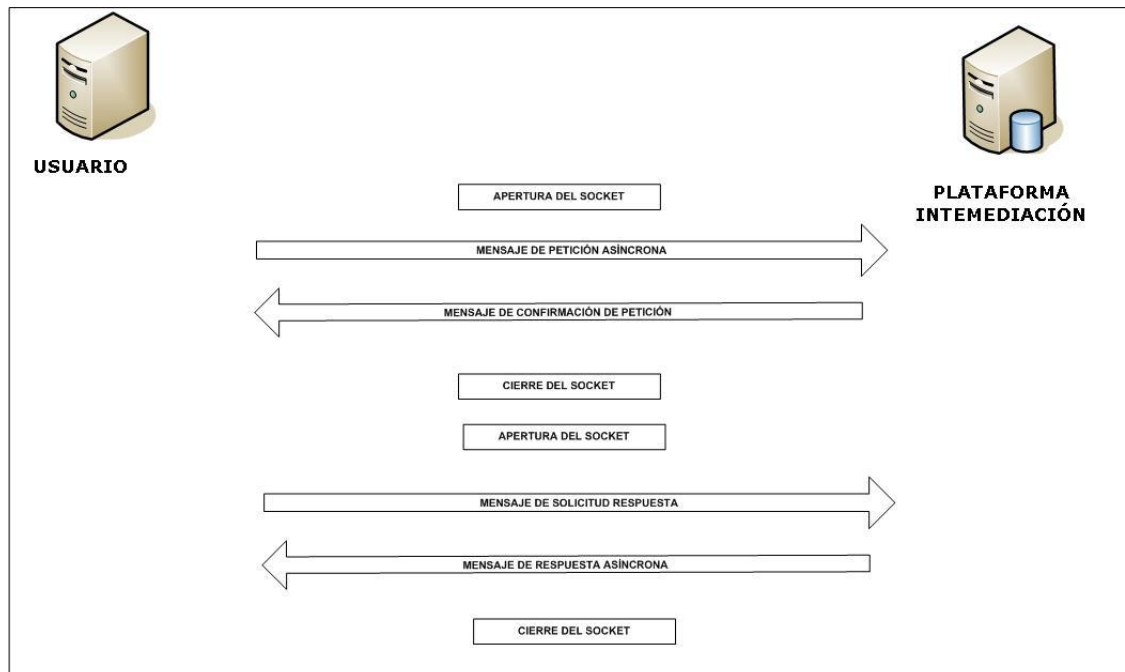 USUARIO
PLATAFORMA
INTEMEDIACIÓN
APERTURA DEL SOCKET
MENSAJE DE PETICIÓN ASÍNCRONA
MENSAJE DE CONFIRMACIÓN DE PETICIÓN
CIERRE DEL SOCKET
APERTURA DEL SOCKET
MENSAJE DE SOLICITUD RESPUESTA
MENSAJE DE RESPUESTA ASÍNCRONA
CIERRE DEL SOCKET